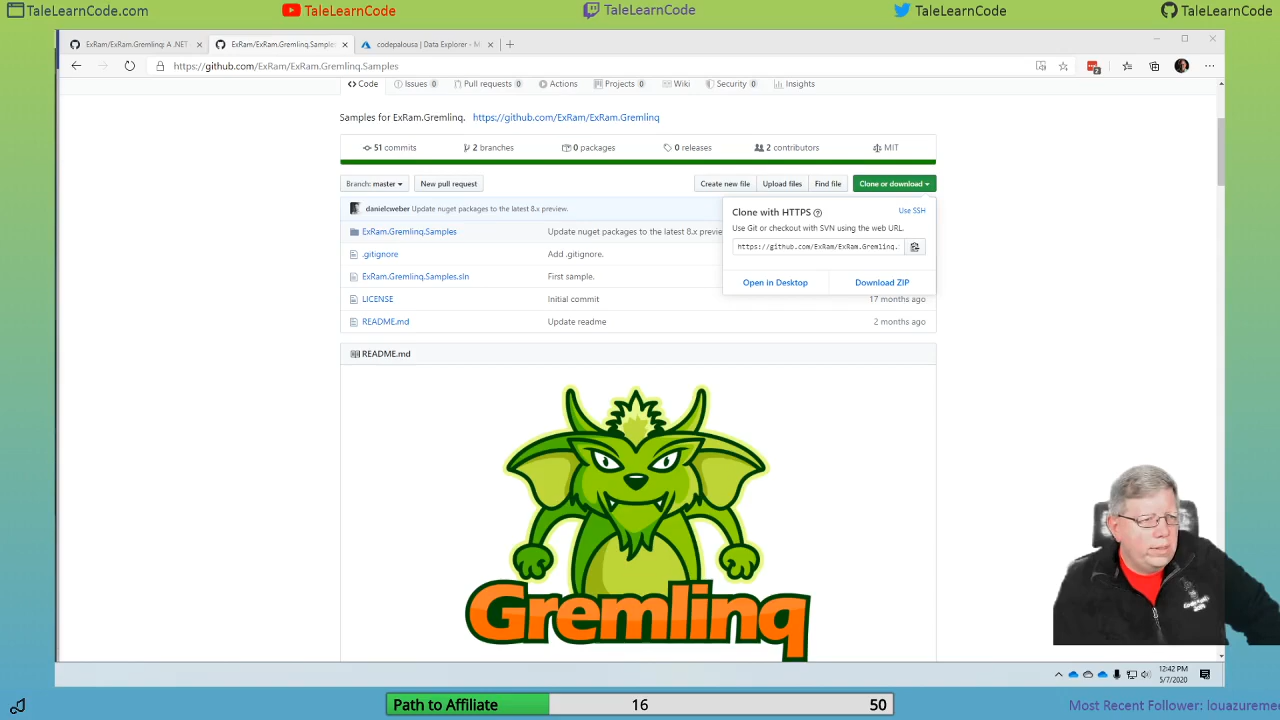 TaleLearnCode.com
TaleLearnCode
TaleLearnCode
TaleLearnCode
TaleLearnCode
ExRam/ExRam.Gremlinq: A .NET
ExRam/ExRam.Gremlinq.Sample
codepalousa | Data Explorer - M
https://github.com/ExRam/ExRam.Gremlinq.Samples
2
Code
Issues 0
Pull requests 0
Actions
Projects 0
Wiki
Security 0
Insights
Samples for ExRam.Gremlinq. https://github.com/ExRam/ExRam.Gremlinq
51 commits
2 branches
0 packages
0 releases
2 contributors
MIT
Branch: master
New pull request
Create new file
Upload files
Find file
Clone or download
danielcweber Update nuget packages to the latest 8.x preview.
Clone with HTTPS
Use SSH
Use Git or checkout with SVN using the web URL.
https://github.com/ExRam/ExRam.Gremlinq.
Open in Desktop
Download ZIP
ExRam.Gremlinq.Samples
Update nuget packages to the latest 8.x previe
.gitignore
Add .gitignore.
ExRam.Gremlinq.Samples.sln
First sample.
LICENSE
Initial commit
17 months ago
README.md
Update readme
2 months ago
README.md
Gremlinq
12:42 PM
5/7/2020
Path to Affiliate
16
50
Most Recent Follower: louazureme